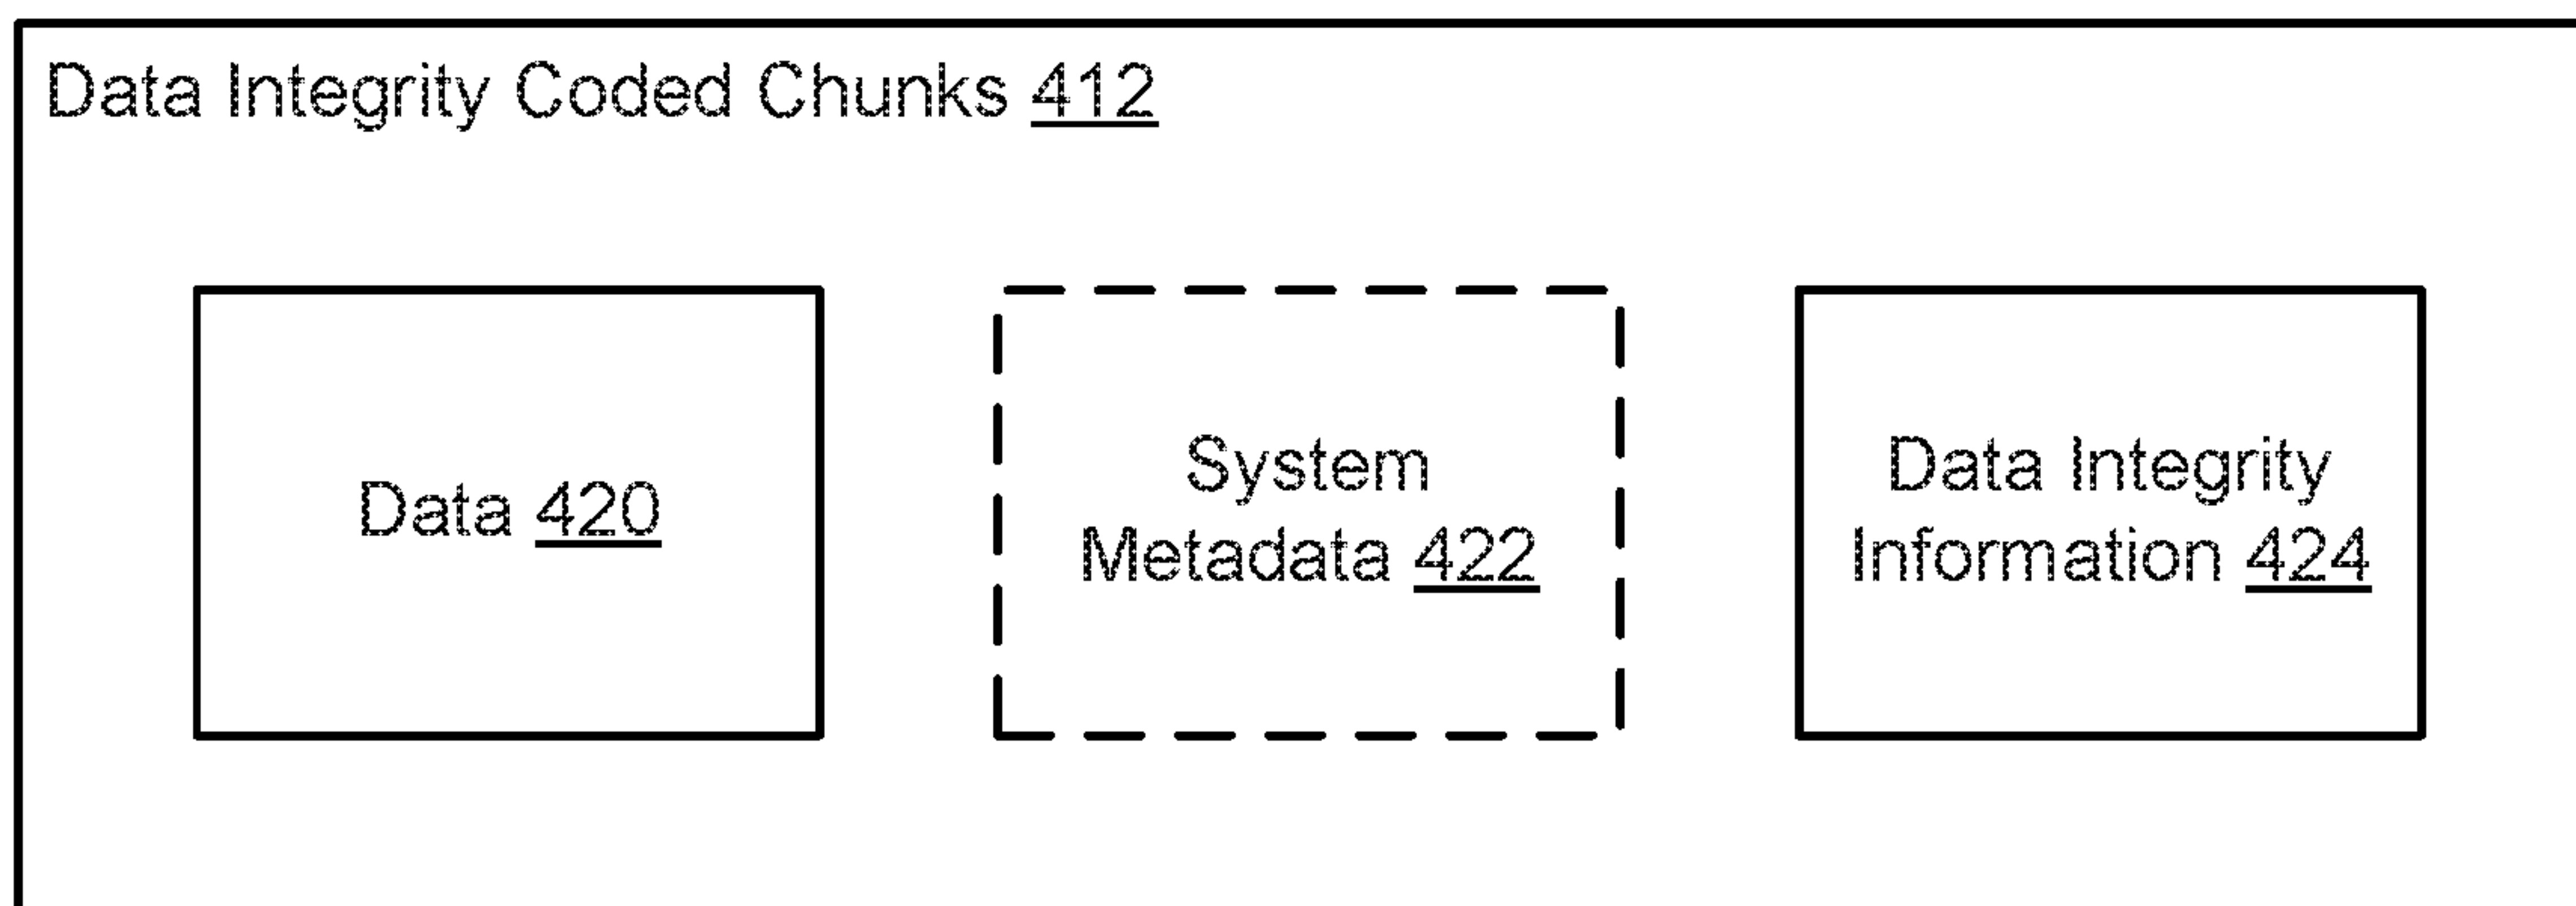 Data Integrity Coded Chunks 412
Data 420
System
Metadata 422
Data Integrity
Information 424